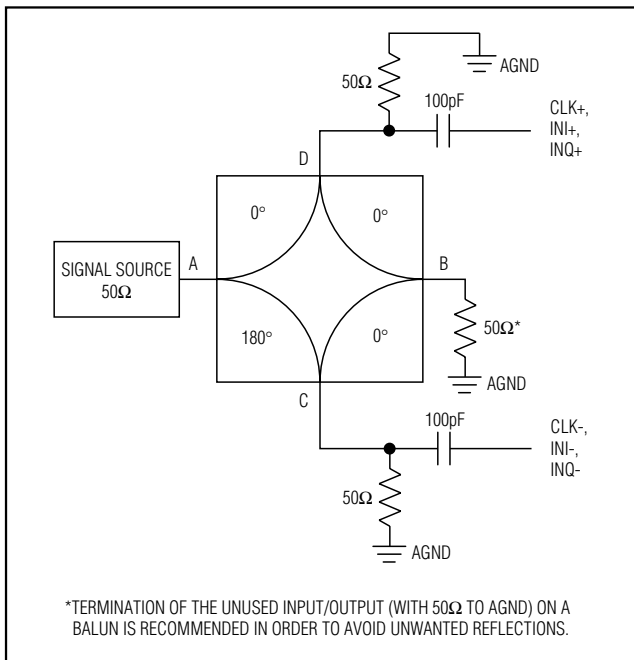 AGND
50Ω
100pF
CLK+,
INI+,
INQ+
D
0°
0°
SIGNAL SOURCE
50Ω
A
B
180°
0°
50Ω*
AGND
C
100pF
CLK-,
INI-,
INQ-
50Ω
AGND
*TERMINATION OF THE UNUSED INPUT/OUTPUT (WITH 50Ω TO AGND) ON A
BALUN IS RECOMMENDED IN ORDER TO AVOID UNWANTED REFLECTIONS.